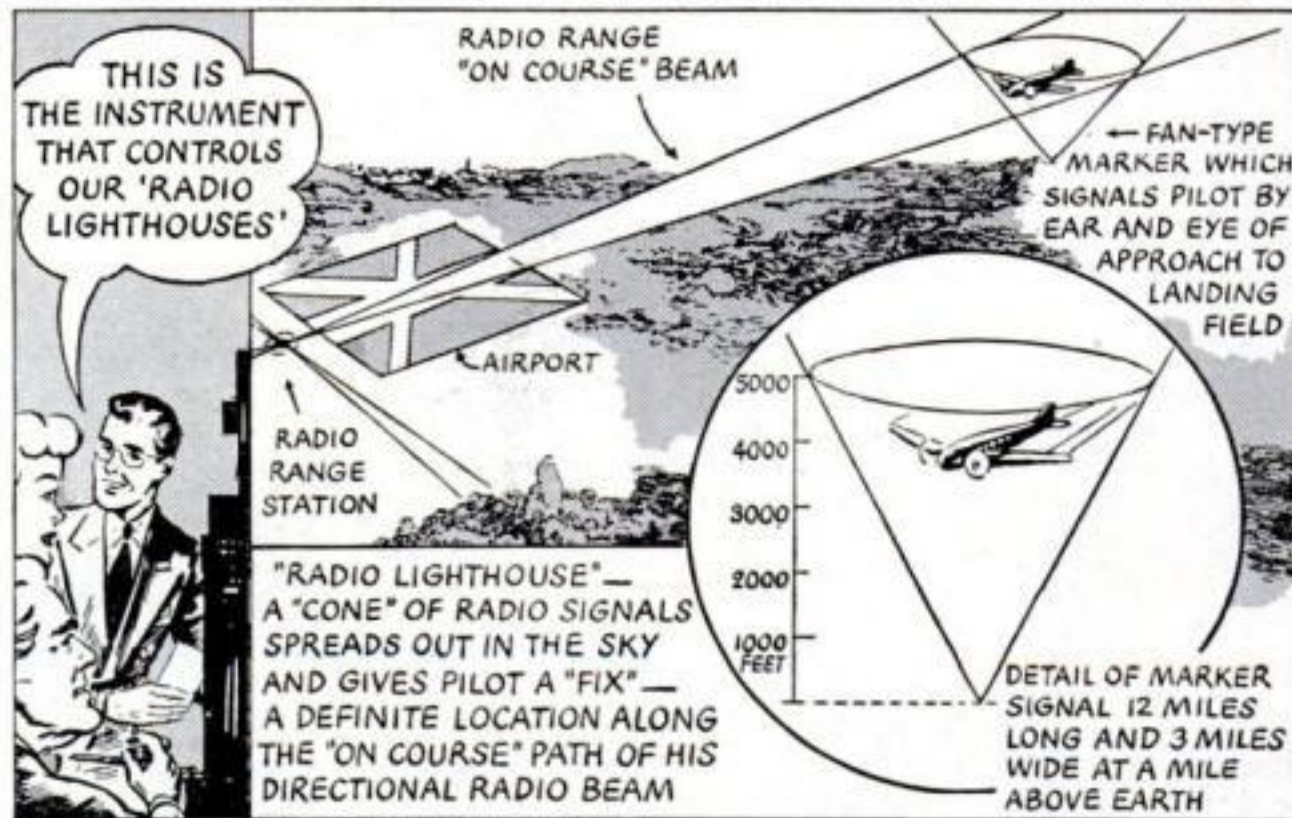 THIS IS
THE INSTRUMENT
THAT CONTROLS
OUR 'RADIO
LIGHTHOUSES'
RADIO RANGE
"ON COURSE" BEAM
← FAN-TYPE
MARKER WHICH
SIGNALS PILOT BY
EAR AND EYE OF
APPROACH TO
LANDING
FIELD
AIRPORT
RADIO
RANGE
STATION
5000
4000
3000
2000
1000
FEET
"RADIO LIGHTHOUSE"—
A "CONE" OF RADIO SIGNALS
SPREADS OUT IN THE SKY
AND GIVES PILOT A "FIX"—
A DEFINITE LOCATION ALONG
THE "ON COURSE" PATH OF HIS
DIRECTIONAL RADIO BEAM
DETAIL OF MARKER
SIGNAL 12 MILES
LONG AND 3 MILES
WIDE AT A MILE
ABOVE EARTH